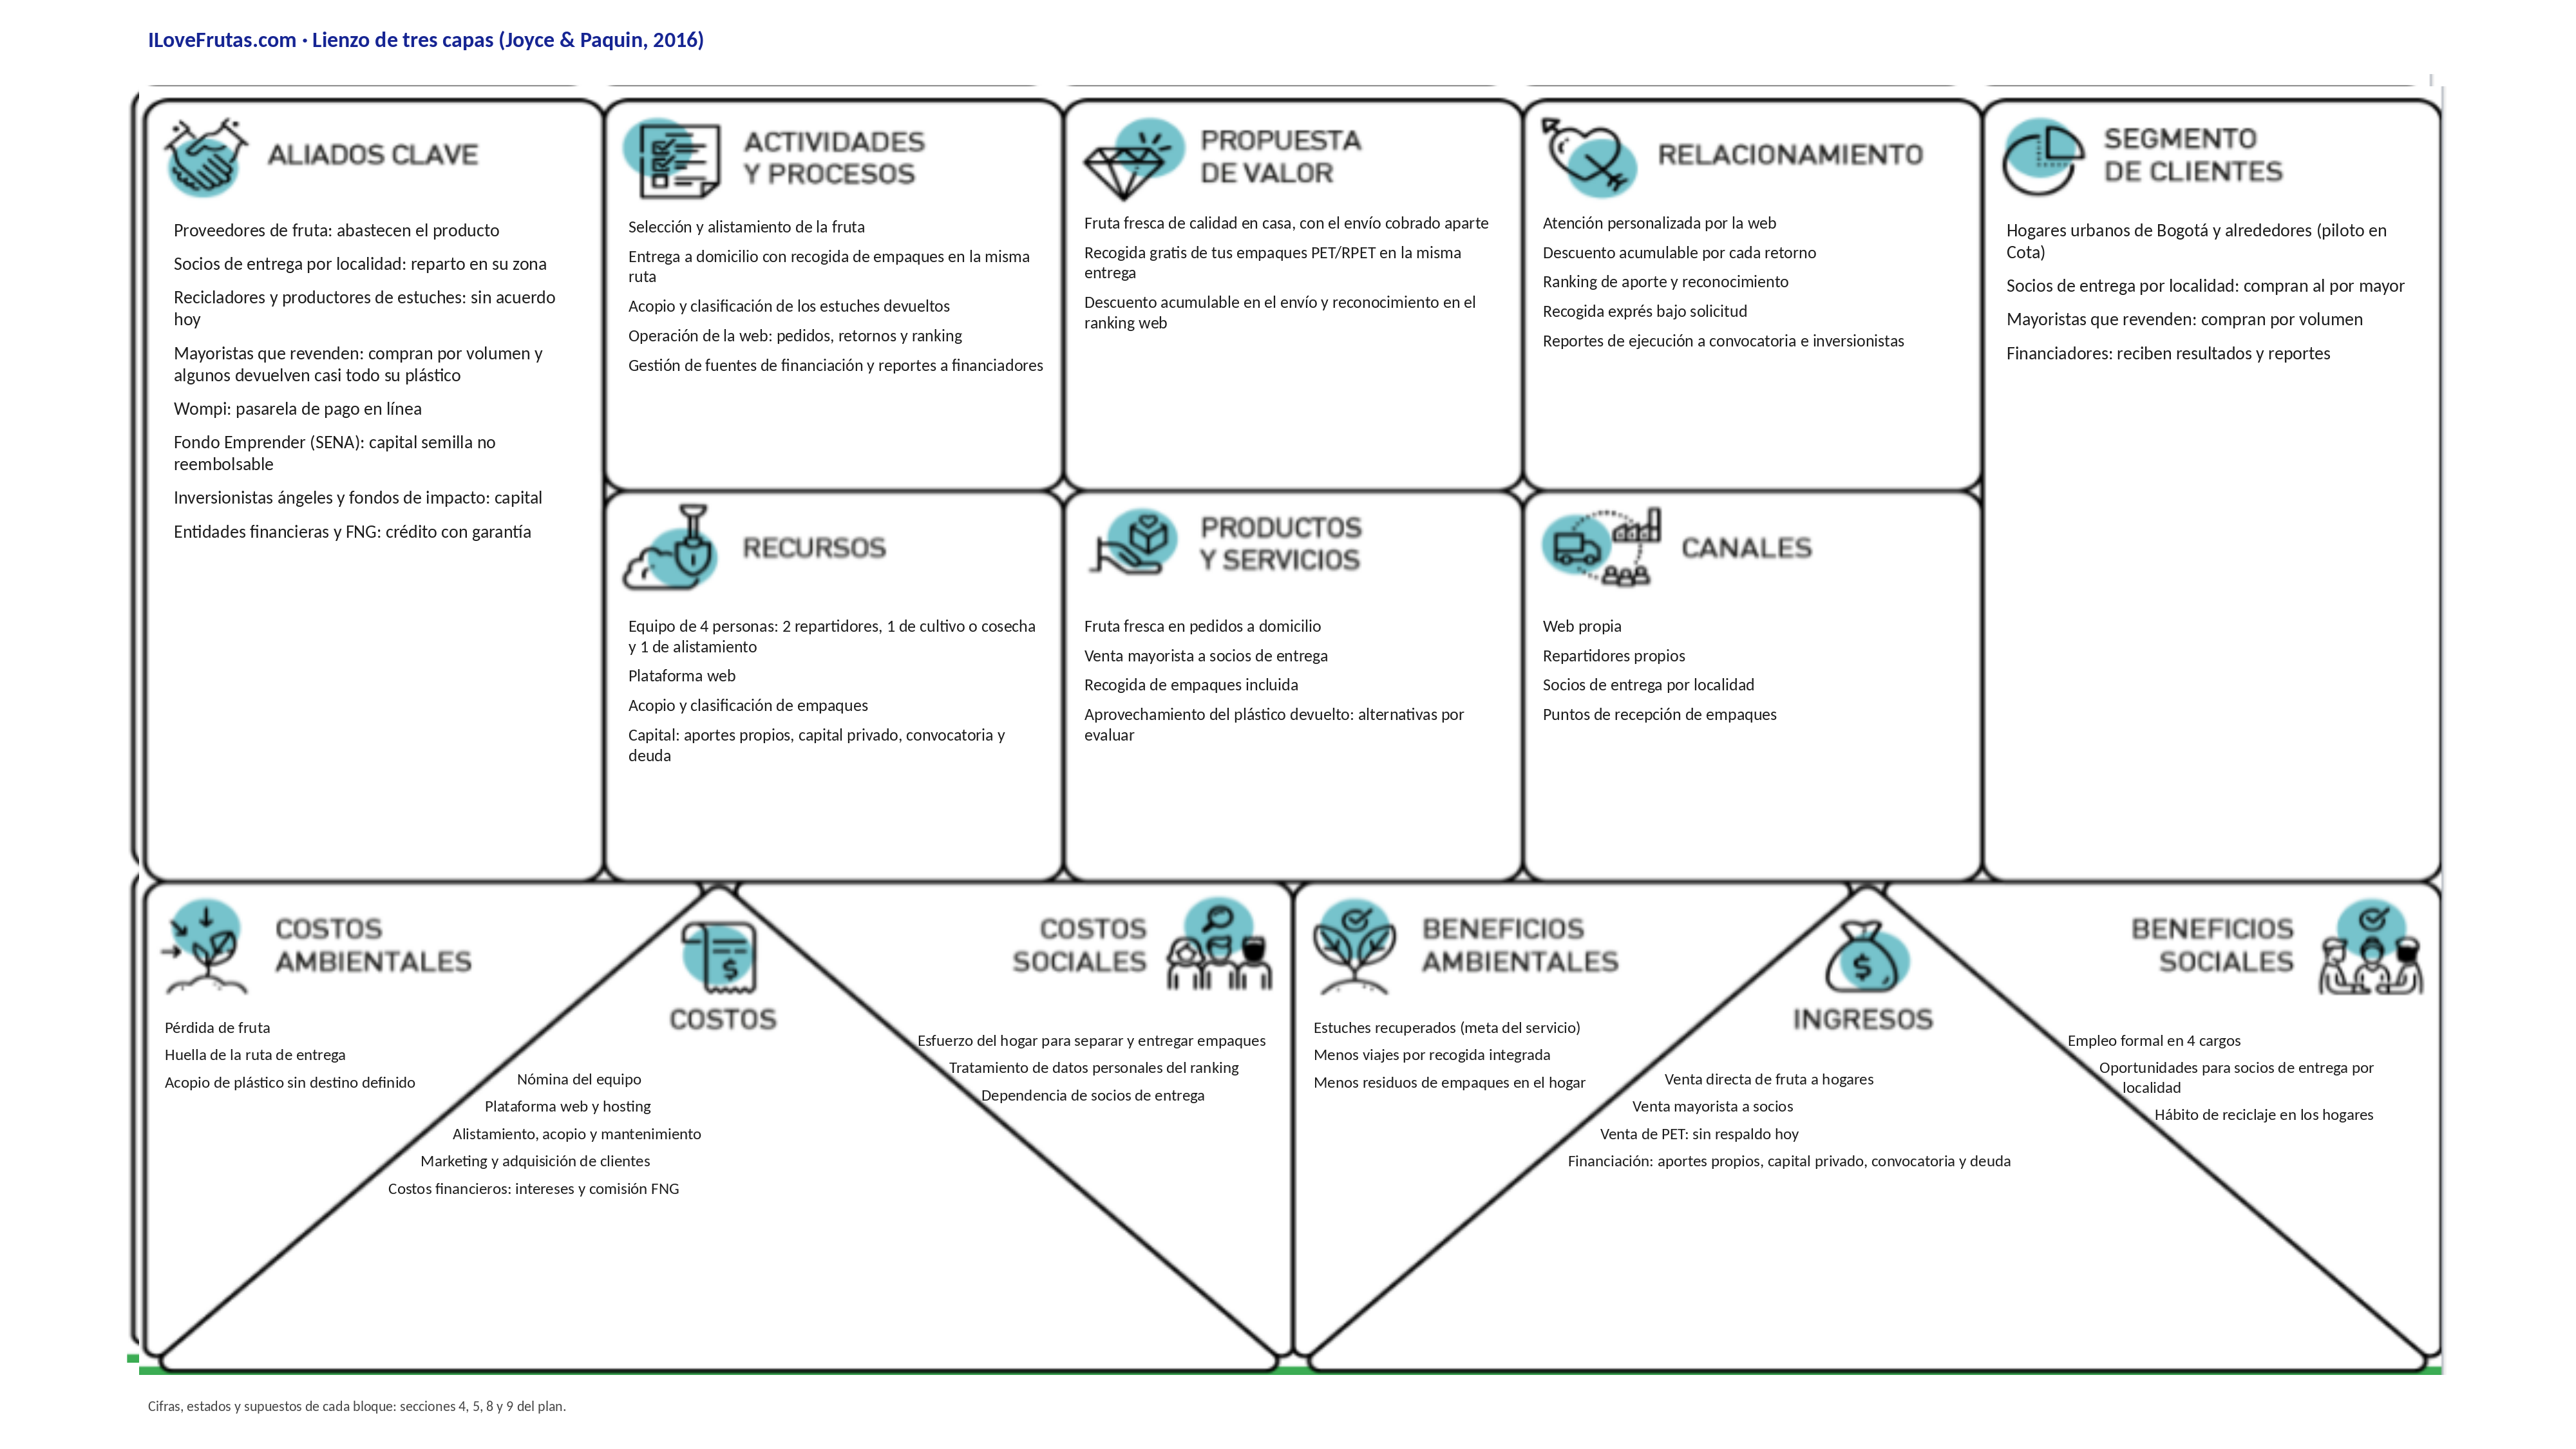 ILoveFrutas.com · Lienzo de tres capas (Joyce & Paquin, 2016)
ALIADOS CLAVE
Proveedores de fruta: abastecen el producto
Socios de entrega por localidad: reparto en su zona
Recicladores y productores de estuches: sin acuerdo
hoy
Mayoristas que revenden: compran por volumen y
algunos devuelven casi todo su plástico
Wompi: pasarela de pago en línea
Fondo Emprender (SENA): capital semilla no
reembolsable
Inversionistas ángeles y fondos de impacto: capital
Entidades financieras y FNG: crédito con garantía
ACTIVIDADES
Y PROCESOS
Selección y alistamiento de la fruta
Entrega a domicilio con recogida de empaques en la misma
ruta
Acopio y clasificación de los estuches devueltos
Operación de la web: pedidos, retornos y ranking
Gestión de fuentes de financiación y reportes a financiadores
RECURSOS
Equipo de 4 personas: 2 repartidores, 1 de cultivo o cosecha
y 1 de alistamiento
Plataforma web
Acopio y clasificación de empaques
Capital: aportes propios, capital privado, convocatoria y
deuda
PROPUESTA
DE VALOR
Fruta fresca de calidad en casa, con el envío cobrado aparte
Recogida gratis de tus empaques PET/RPET en la misma
entrega
Descuento acumulable en el envío y reconocimiento en el
ranking web
PRODUCTOS
Y SERVICIOS
Fruta fresca en pedidos a domicilio
Venta mayorista a socios de entrega
Recogida de empaques incluida
Aprovechamiento del plástico devuelto: alternativas por
evaluar
RELACIONAMIENTO
Atención personalizada por la web
Descuento acumulable por cada retorno
Ranking de aporte y reconocimiento
Recogida exprés bajo solicitud
Reportes de ejecución a convocatoria e inversionistas
CANALES
Web propia
Repartidores propios
Socios de entrega por localidad
Puntos de recepción de empaques
SEGMENTO
DE CLIENTES
Hogares urbanos de Bogotá y alrededores (piloto en
Cota)
Socios de entrega por localidad: compran al por mayor
Mayoristas que revenden: compran por volumen
Financiadores: reciben resultados y reportes
COSTOS
AMBIENTALES
Pérdida de fruta
Huella de la ruta de entrega
Acopio de plástico sin destino definido
$
COSTOS
Nómina del equipo
Plataforma web y hosting
Alistamiento, acopio y mantenimiento
Marketing y adquisición de clientes
Costos financieros: intereses y comisión FNG
COSTOS
SOCIALES
Esfuerzo del hogar para separar y entregar empaques
Tratamiento de datos personales del ranking
Dependencia de socios de entrega
BENEFICIOS
AMBIENTALES
Estuches recuperados (meta del servicio)
Menos viajes por recogida integrada
Menos residuos de empaques en el hogar
$
INGRESOS
Venta directa de fruta a hogares
Venta mayorista a socios
Venta de PET: sin respaldo hoy
Financiación: aportes propios, capital privado, convocatoria y deuda
BENEFICIOS
SOCIALES
Empleo formal en 4 cargos
Oportunidades para socios de entrega por
localidad
Hábito de reciclaje en los hogares
Cifras, estados y supuestos de cada bloque: secciones 4, 5, 8 y 9 del plan.